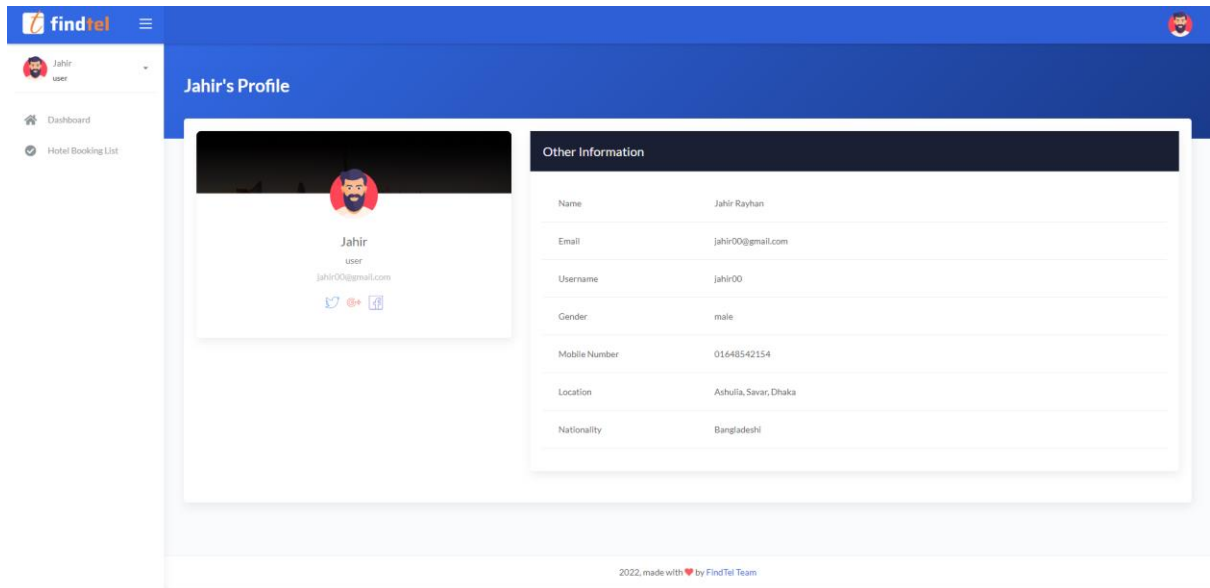 findtel
Jahir
user
Dashboard
Hotel Booking List
Jahir's Profile
Jahir
user
jahir00@gmail.com
G+
Other Information
Name Jahir Rayhan
Email jahir00@gmail.com
Username jahir00
Gender male
Mobile Number 01648542154
Location Ashulia, Savar, Dhaka
Nationality Bangladeshi
2022, made with by FindTel Team